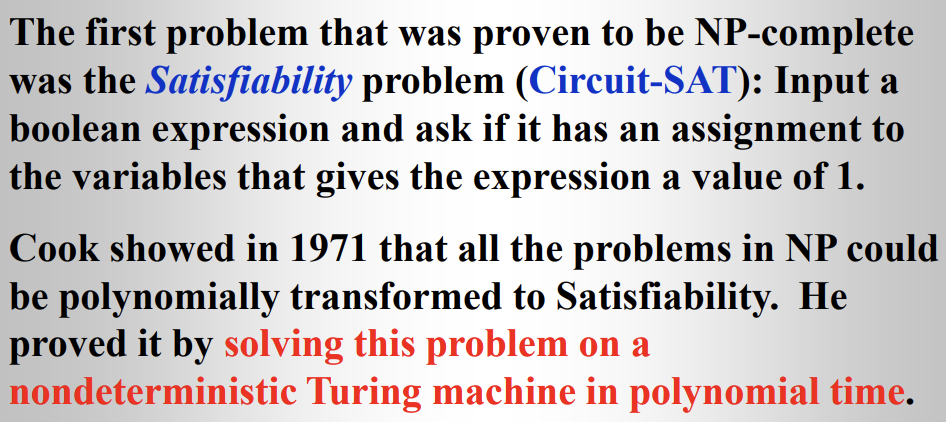 The first problem that was proven to be NP-complete
was the Satisfiability problem (Circuit-SAT): Input a
boolean expression and ask if it has an assignment to
the variables that gives the expression a value of 1.
Cook showed in 1971 that all the problems in NP could
be polynomially transformed to Satisfiability.  He
proved it by solving this problem on a
nondeterministic Turing machine in polynomial time.